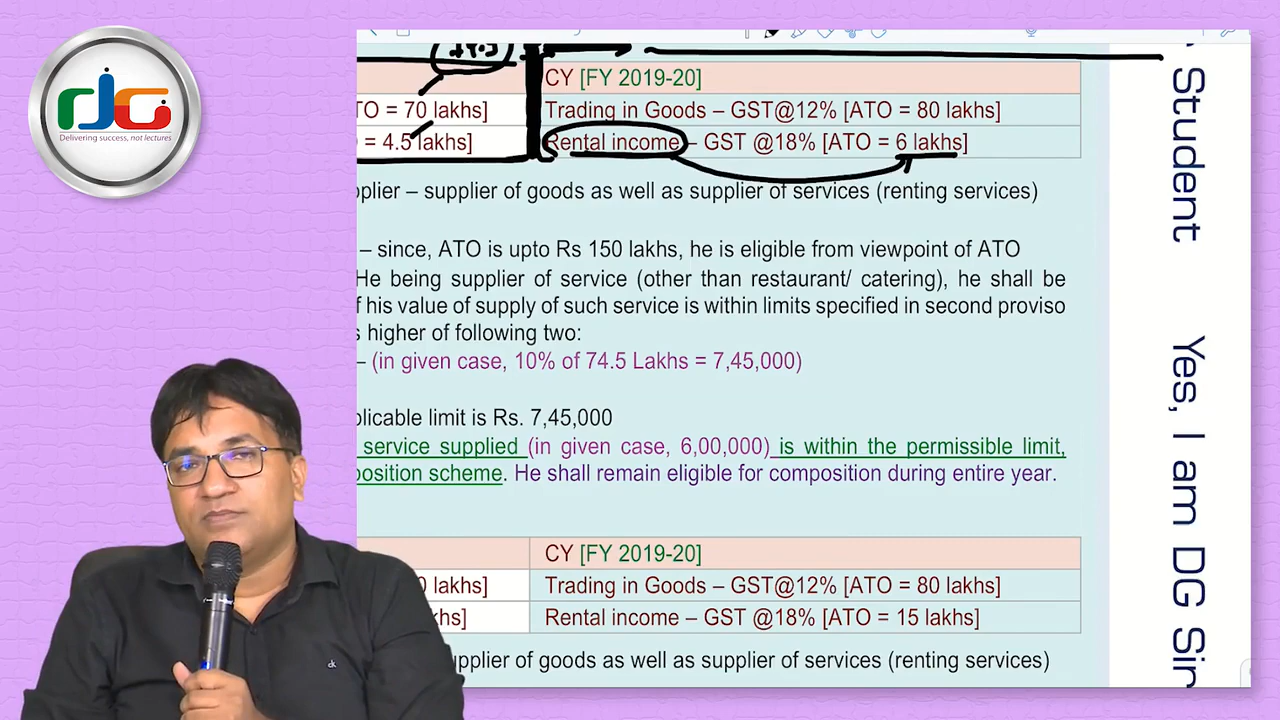 Delivering success, not lectures
74.5
CY [FY 2019-20]
TO = 70 lakhs]
Trading in Goods – GST@12% [ATO = 80 lakhs]
= 4.5 lakhs]
Rental income – GST @18% [ATO = 6 lakhs]
plier – supplier of goods as well as supplier of services (renting services)
– since, ATO is upto Rs 150 lakhs, he is eligible from viewpoint of ATO
He being supplier of service (other than restaurant/ catering), he shall be
f his value of supply of such service is within limits specified in second proviso
s higher of following two:
– (in given case, 10% of 74.5 Lakhs = 7,45,000)
plicable limit is Rs. 7,45,000
service supplied (in given case, 6,00,000) is within the permissible limit,
position scheme. He shall remain eligible for composition during entire year.
CY [FY 2019-20]
0 lakhs]
Trading in Goods – GST@12% [ATO = 80 lakhs]
khs]
Rental income – GST @18% [ATO = 15 lakhs]
upplier of goods as well as supplier of services (renting services)
Student Yes, I am DG Sir
dk